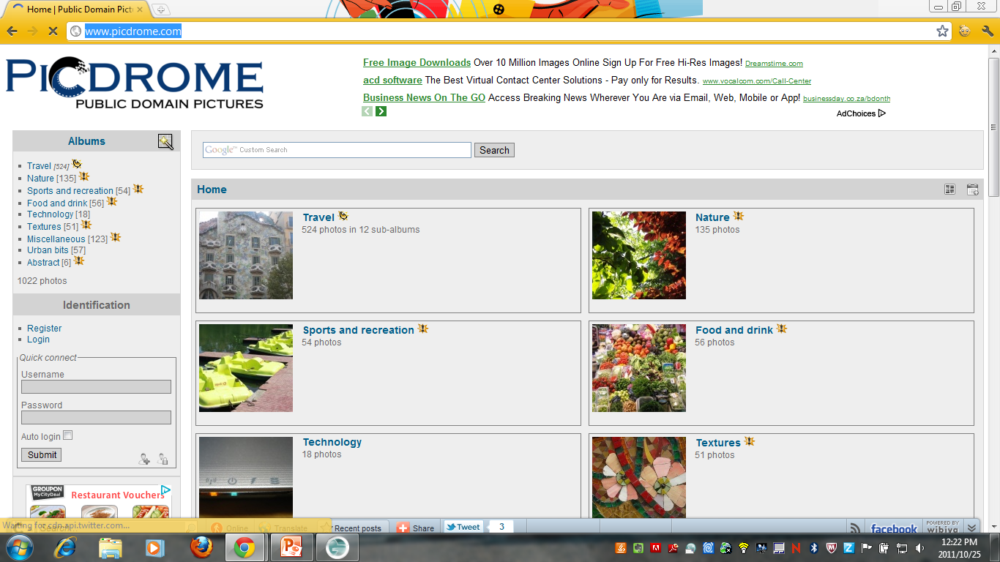 Home | Public Domain Pict
www.picdrome.com
PICDROME
PUBLIC DOMAIN PICTURES
Free Image Downloads Over 10 Million Images Online Sign Up For Free Hi-Res Images! Dreamstime.com
acd software The Best Virtual Contact Center Solutions - Pay only for Results. www.vocalcom.com/Call-Center
Business News On The GO Access Breaking News Wherever You Are via Email, Web, Mobile or App! businessday.co.za/bdonth
AdChoices
Albums
Travel [524]
Nature [135]
Sports and recreation [54]
Food and drink [56]
Technology [18]
Textures [51]
Miscellaneous [123]
Urban bits [57]
Abstract [6]
1022 photos
Identification
Register
Login
Quick connect
Username
Password
Auto login
Submit
GROUPON
MyCityDeal
Restaurant Vouchers
Google™ Custom Search
Search
Home
Travel
524 photos in 12 sub-albums
Nature
135 photos
Sports and recreation
54 photos
Food and drink
56 photos
Technology
18 photos
Textures
51 photos
Waiting for cdn.api.twitter.com...
Search
Online
Translate
Recent posts
Share
Tweet
3
facebook
POWERED BY
wibiya
12:22 PM
2011/10/25